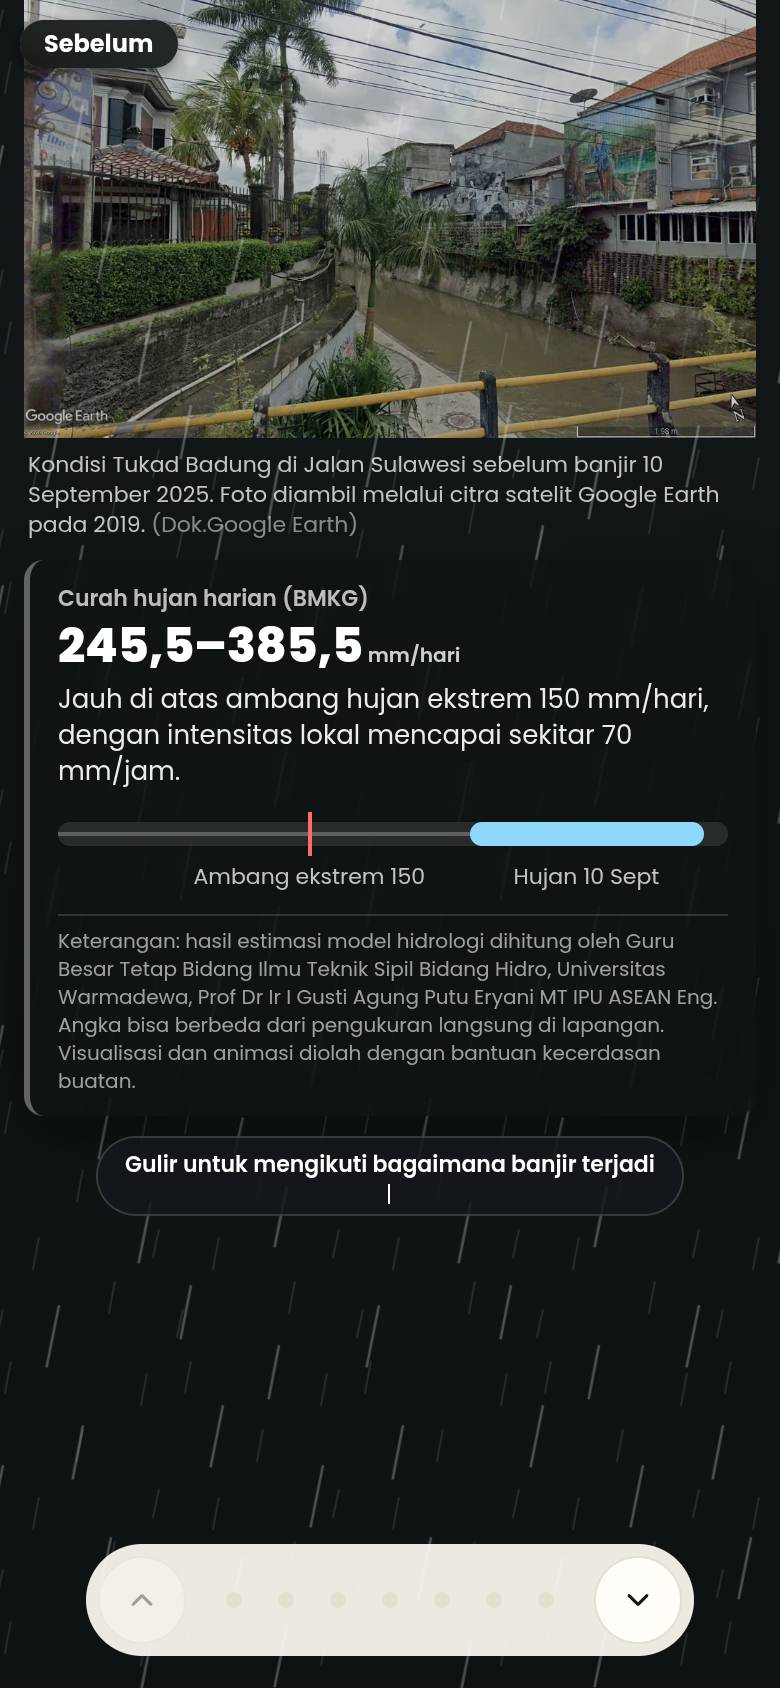 Sebelum
Google Earth
1.98 m
Kondisi Tukad Badung di Jalan Sulawesi sebelum banjir 10
September 2025. Foto diambil melalui citra satelit Google Earth
pada 2019. (Dok.Google Earth)
Curah hujan harian (BMKG)
245,5–385,5 mm/hari
Jauh di atas ambang hujan ekstrem 150 mm/hari,
dengan intensitas lokal mencapai sekitar 70
mm/jam.
Ambang ekstrem 150
Hujan 10 Sept
Keterangan: hasil estimasi model hidrologi dihitung oleh Guru
Besar Tetap Bidang Ilmu Teknik Sipil Bidang Hidro, Universitas
Warmadewa, Prof Dr Ir I Gusti Agung Putu Eryani MT IPU ASEAN Eng.
Angka bisa berbeda dari pengukuran langsung di lapangan.
Visualisasi dan animasi diolah dengan bantuan kecerdasan
buatan.
Gulir untuk mengikuti bagaimana banjir terjadi